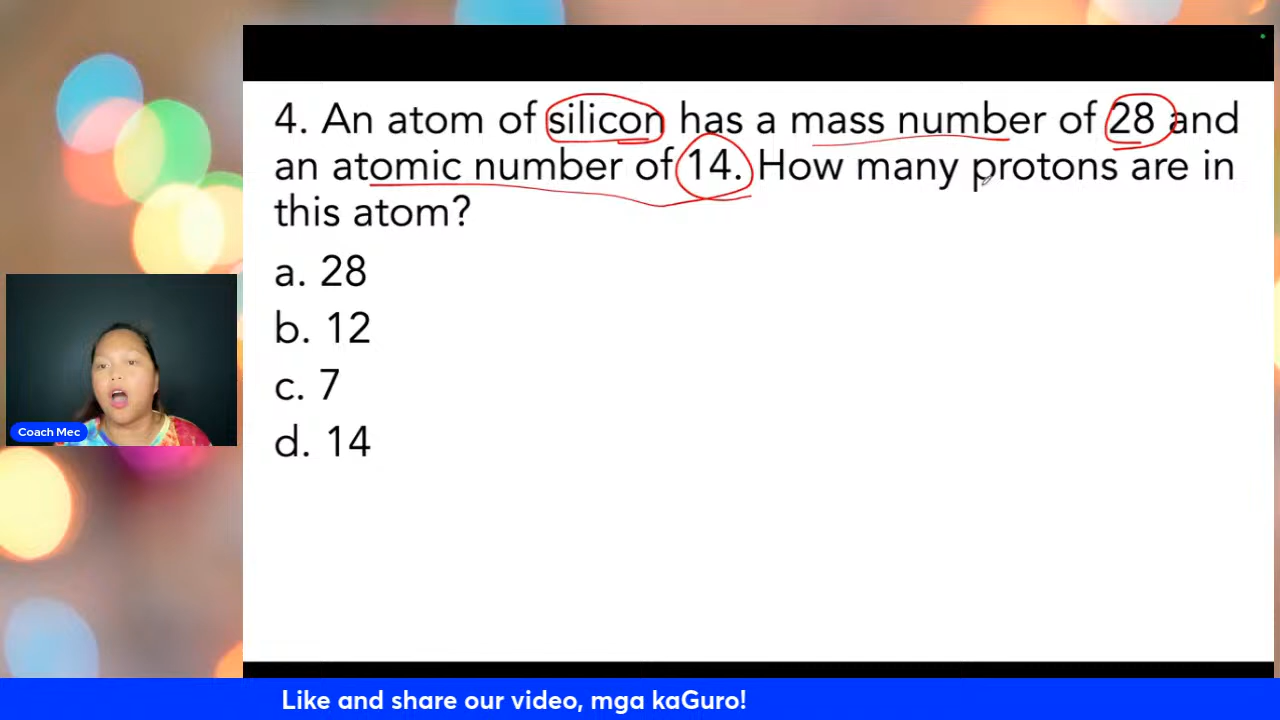 4. An atom of silicon has a mass number of 28 and
an atomic number of 14. How many protons are in
this atom?
a. 28
b. 12
c. 7
d. 14
Coach Mec
Like and share our video, mga kaGuro!